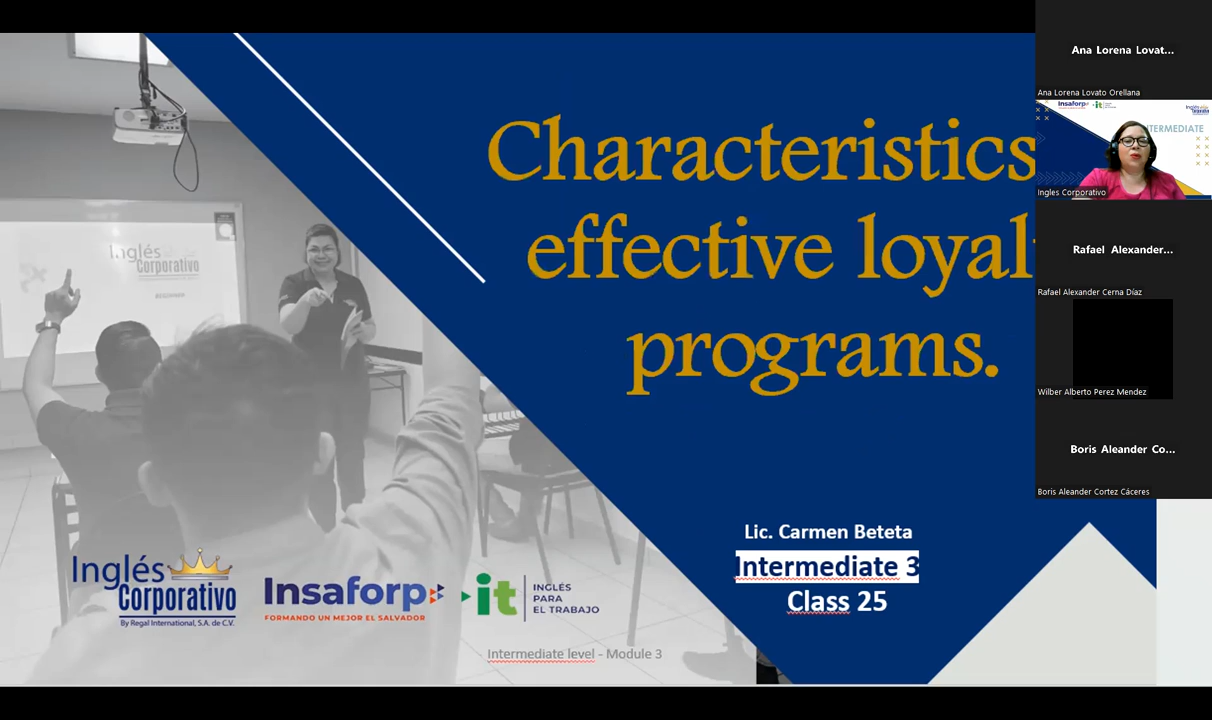 Characteristics
effective loyal
programs.
Lic. Carmen Beteta
Intermediate 3
Class 25
Inglés
Corporativo
By Regal International, S.A. de C.V.
Insaforp
FORMANDO UN MEJOR EL SALVADOR
it
INGLÉS
PARA
EL TRABAJO
Intermediate level - Module 3
Inglés
Corporativo
Ana Lorena Lovat...
Ana Lorena Lovato Orellana
Insaforp
it
TERMEDIATE
Ingles Corporativo
Rafael Alexander...
Rafael Alexander Cerna Díaz
Wilber Alberto Perez Mendez
Boris Aleander Co...
Boris Aleander Cortez Cáceres